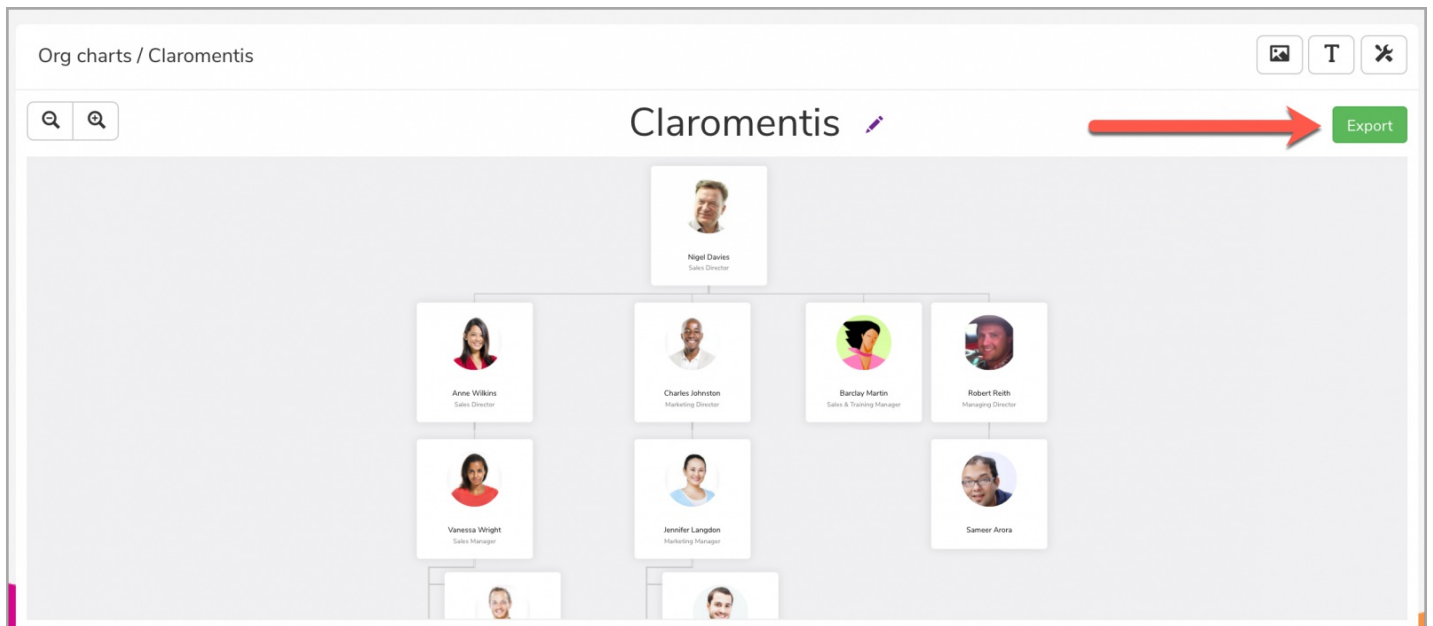 Org charts / Claromentis
T
Claromentis
Export
Nigel Davies
Sales Director
Anne Wilkins
Sales Director
Charles Johnston
Marketing Director
Barclay Martin
Sales & Training Manager
Robert Reith
Managing Director
Vanessa Wright
Sales Manager
Jennifer Langdon
Marketing Manager
Sameer Arora